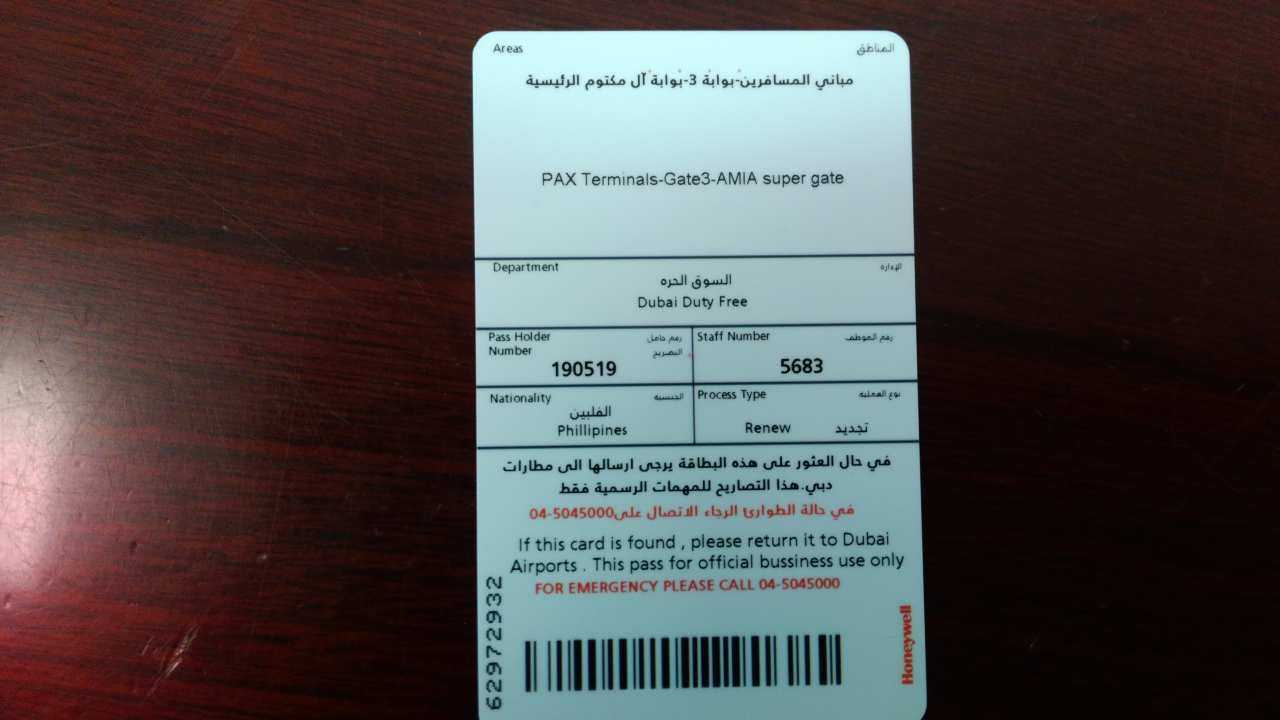 Areas المناطق
مباني المسافرين-بوابة 3-بوابة آل مكتوم الرئيسية
PAX Terminals-Gate3-AMIA super gate
Department الإداره
السوق الحره
Dubai Duty Free
Pass Holder رقم حامل
Number التصريح
190519
Staff Number رقم الموظف
5683
Nationality الجنسيه
الفلبين
Phillipines
Process Type نوع العمليه
Renew تجديد
في حال العثور على هذه البطاقة يرجى ارسالها الى مطارات
دبي.هذا التصاريح للمهمات الرسمية فقط
في حالة الطوارئ الرجاء الاتصال على04-5045000
If this card is found , please return it to Dubai
Airports . This pass for official bussiness use only
FOR EMERGENCY PLEASE CALL 04-5045000
62972932
Honeywell